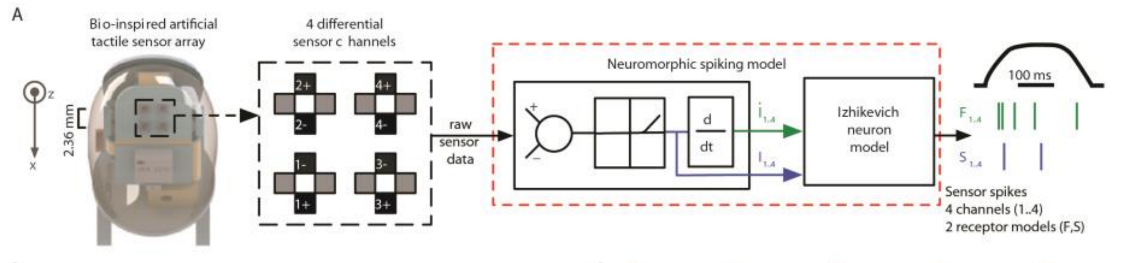 A
Bio-inspired artificial
tactile sensor array
z
2.36 mm
x
4 differential
sensor c hannels
2+
2-
4+
4-
1-
1+
3-
3+
raw
sensor
data
Neuromorphic spiking model
+
−
d
dt
i1,4
I1,4
Izhikevich
neuron
model
100 ms
F1,4
S1,4
Sensor spikes
4 channels (1..4)
2 receptor models (F,S)